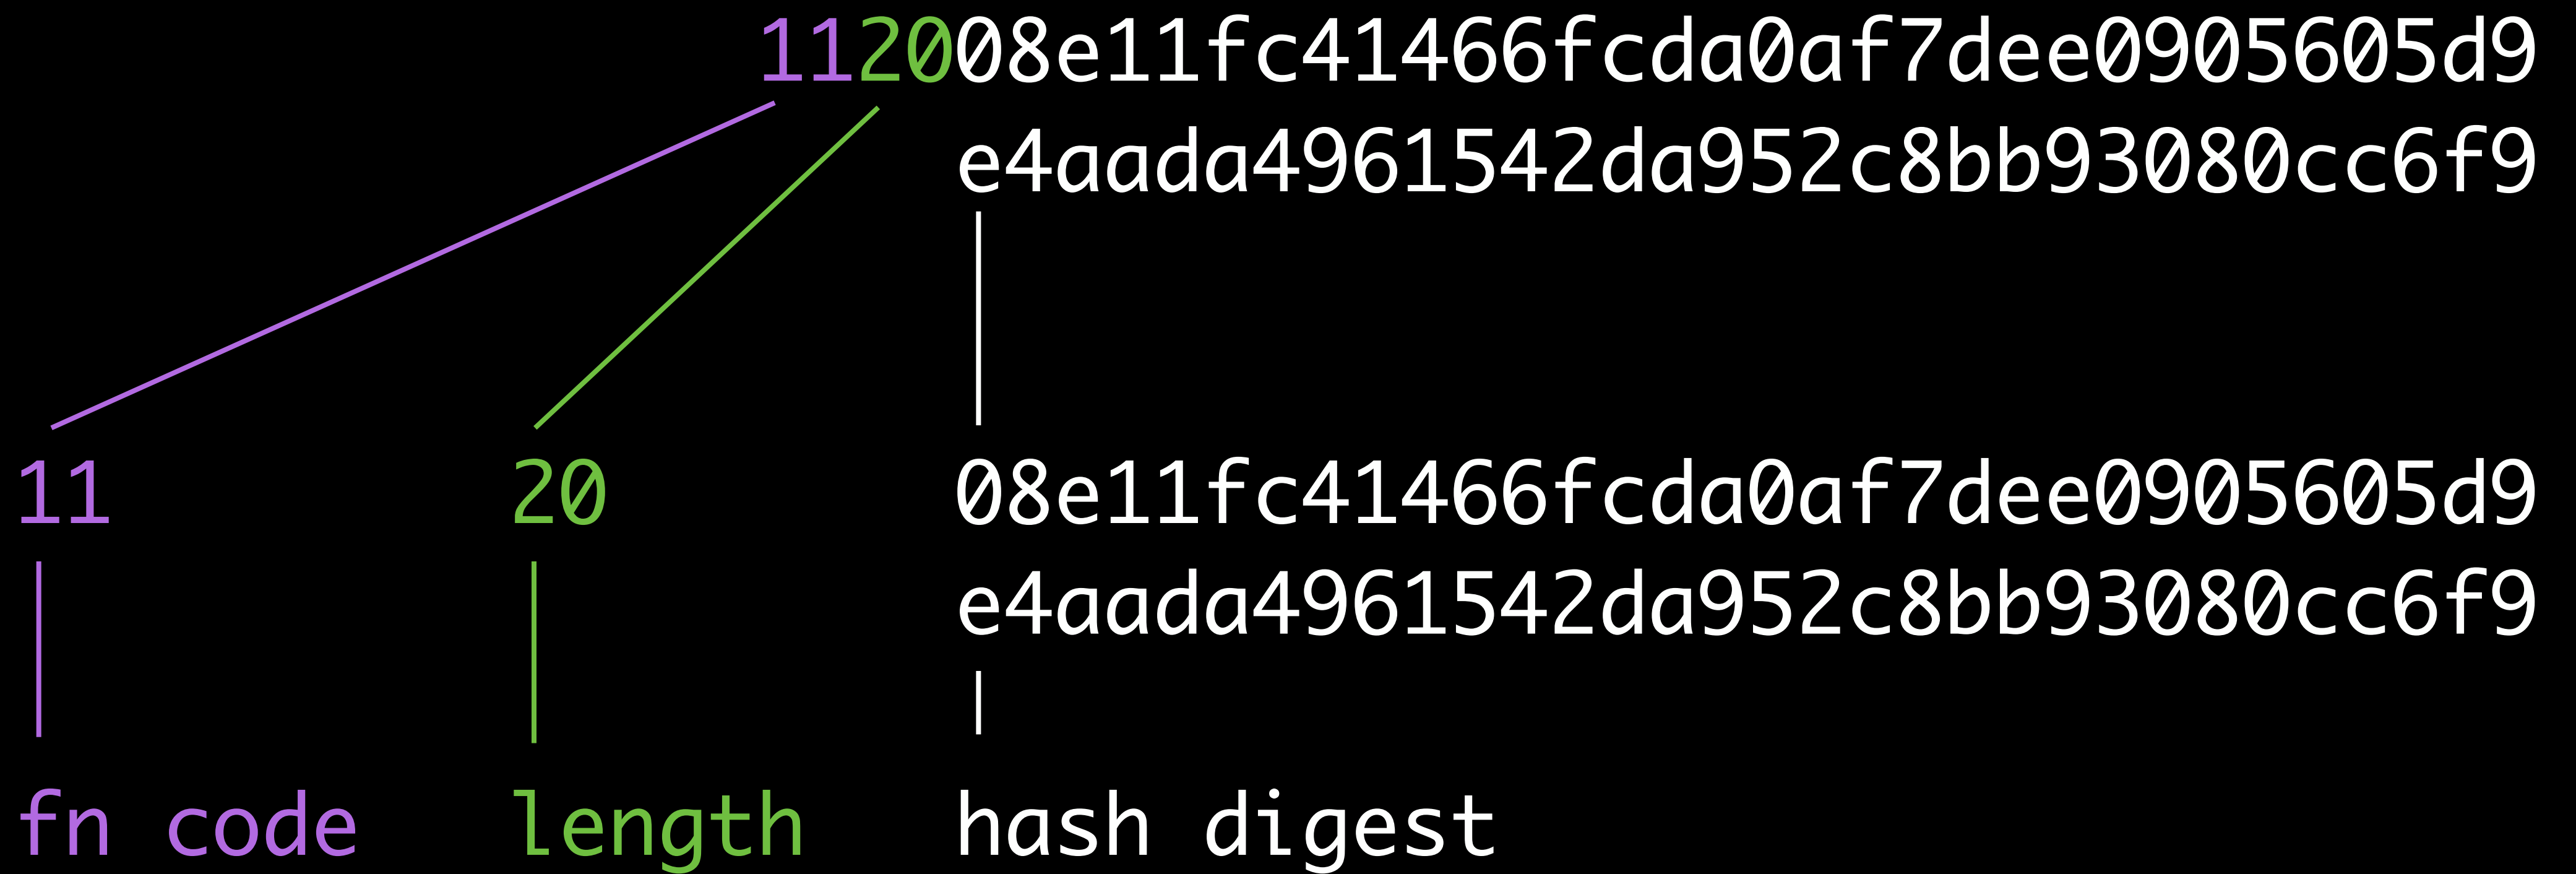 112008e11fc41466fcda0af7dee0905605d9
e4aada4961542da952c8bb93080cc6f9
11 20 08e11fc41466fcda0af7dee0905605d9
e4aada4961542da952c8bb93080cc6f9
fn code length hash digest